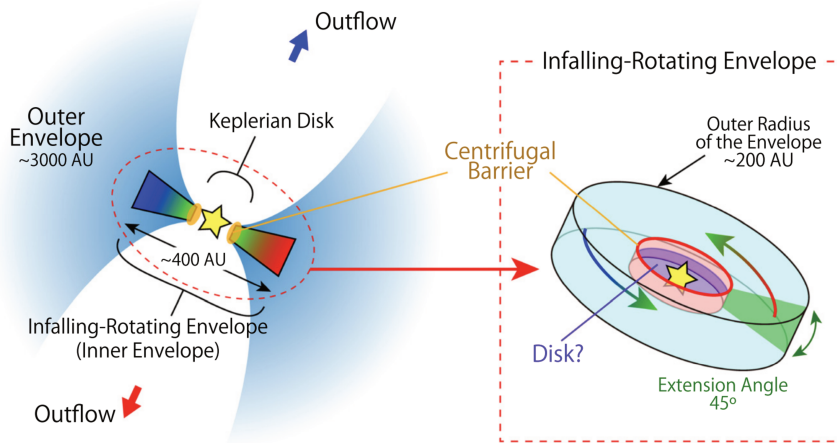 Outflow
Outer
Envelope
~3000 AU
Keplerian Disk
Centrifugal
Barrier
~400 AU
Infalling-Rotating Envelope
(Inner Envelope)
Outflow
Infalling-Rotating Envelope
Outer Radius
of the Envelope
~200 AU
Disk?
Extension Angle
45º